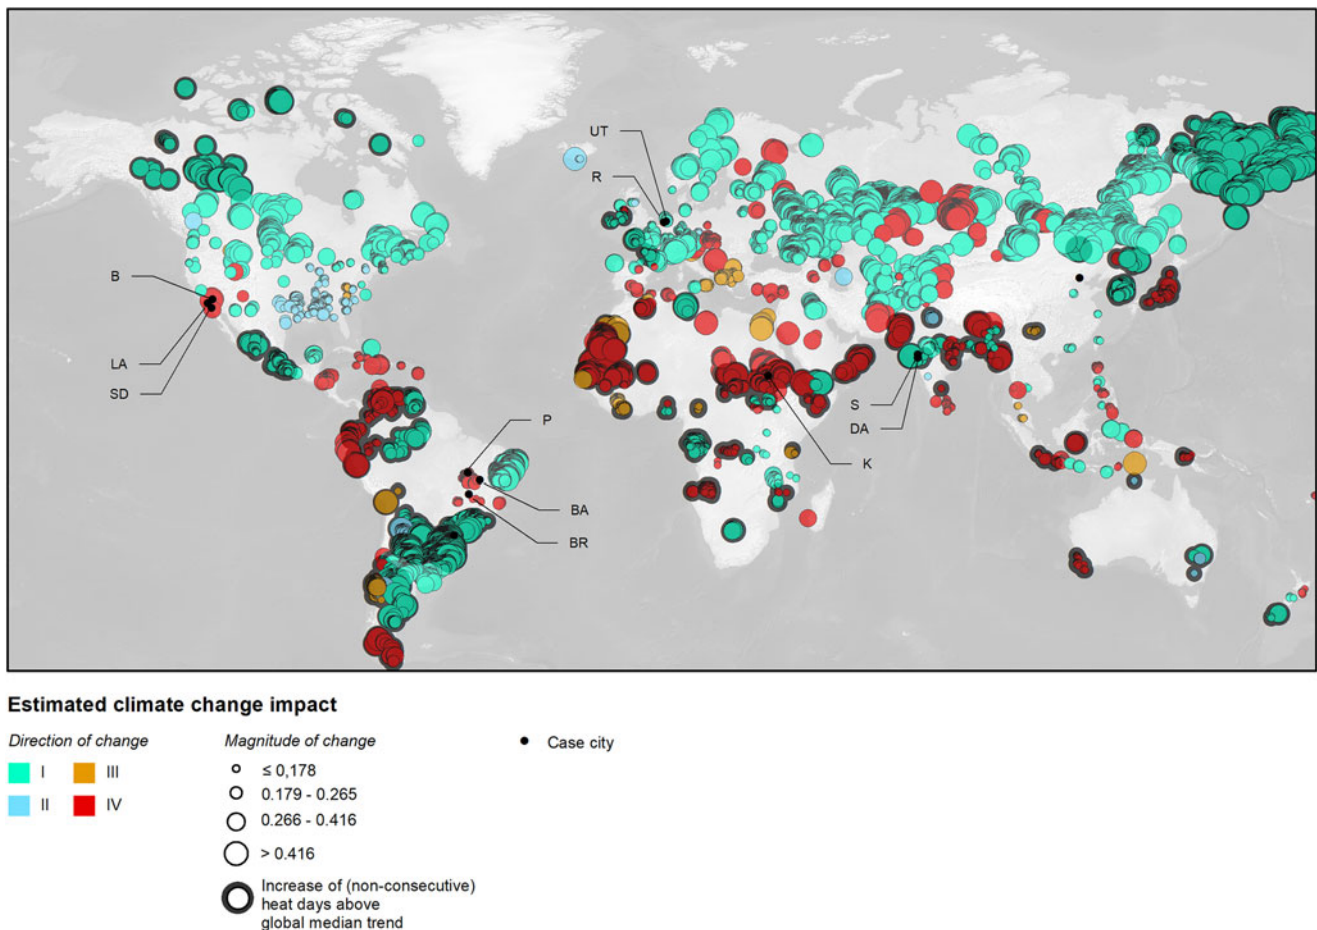 UT
R
B
LA
SD
S
DA
P
K
BA
BR
Estimated climate change impact
Direction of change
Magnitude of change
I
III
II
IV
≤ 0,178
0.179 - 0.265
0.266 - 0.416
> 0.416
Increase of (non-consecutive)
heat days above
global median trend
Case city